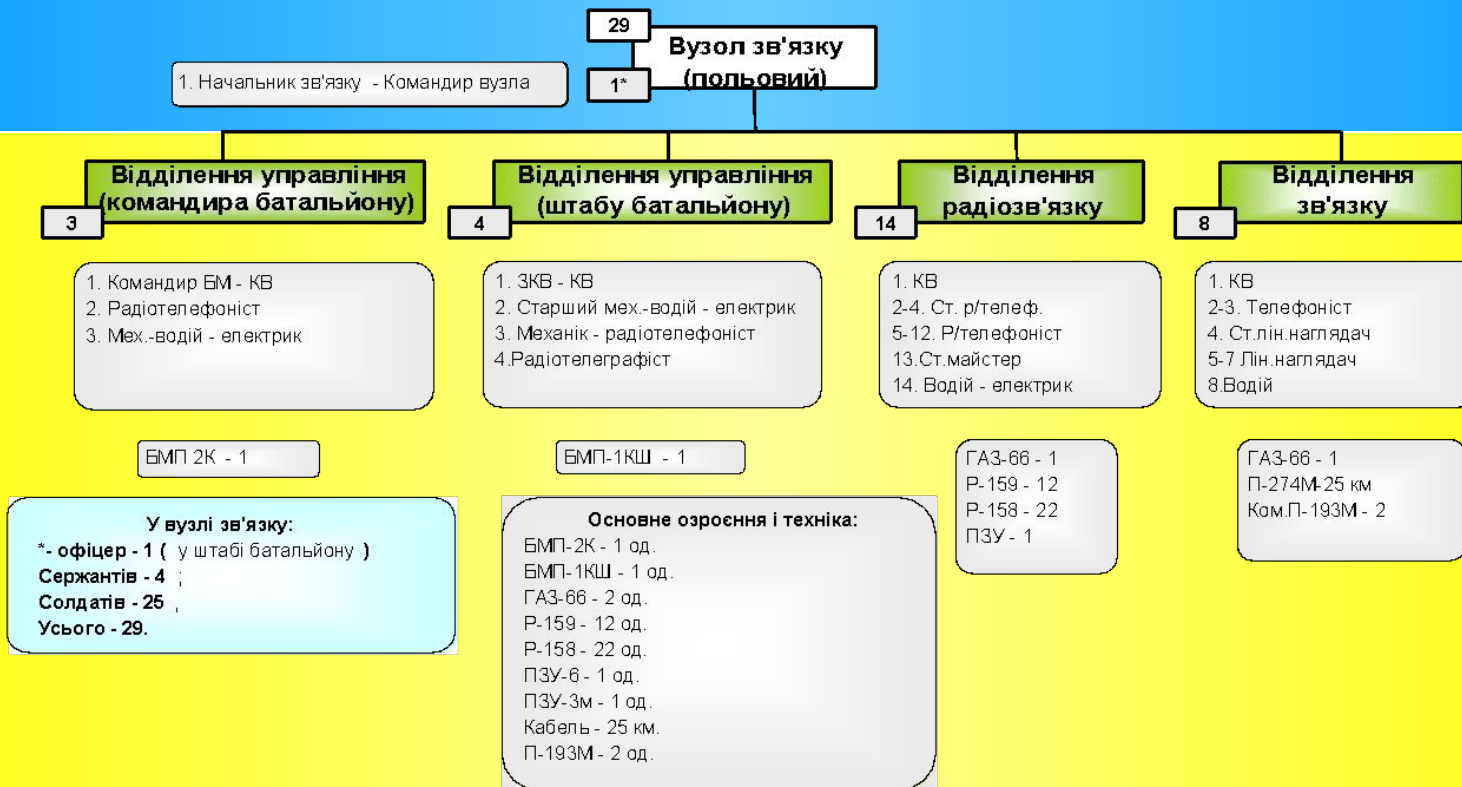 29
Вузол зв'язку
(польовий)
1*
1. Начальник зв'язку - Командир вузла
Відділення управління
(командира батальйону)
3
Відділення управління
(штабу батальйону)
4
Відділення
радіозв'язку
14
Відділення
зв'язку
8
1. Командир БМ - КВ
2. Радіотелефоніст
3. Мех.-водій - електрик
1. ЗКВ - КВ
2. Старший мех.-водій - електрик
3. Механік - радіотелефоніст
4.Радіотелеграфіст
1. КВ
2-4. Ст. р/телеф.
5-12. Р/телефоніст
13.Ст.майстер
14. Водій - електрик
1. КВ
2-3. Телефоніст
4. Ст.лін.наглядач
5-7 Лін.наглядач
8.Водій
БМП 2К - 1
БМП-1КШ - 1
ГАЗ-66 - 1
Р-159 - 12
Р-158 - 22
ПЗУ - 1
ГАЗ-66 - 1
П-274М-25 км
Ком.П-193М - 2
У вузлі зв'язку:
*- офіцер - 1 ( у штабі батальйону )
Сержантів - 4 ;
Солдатів - 25 ,
Усього - 29.
Основне озроєння і техніка:
БМП-2К - 1 од.
БМП-1КШ - 1 од.
ГАЗ-66 - 2 од.
Р-159 - 12 од.
Р-158 - 22 од.
ПЗУ-6 - 1 од.
ПЗУ-3м - 1 од.
Кабель - 25 км.
П-193М - 2 од.